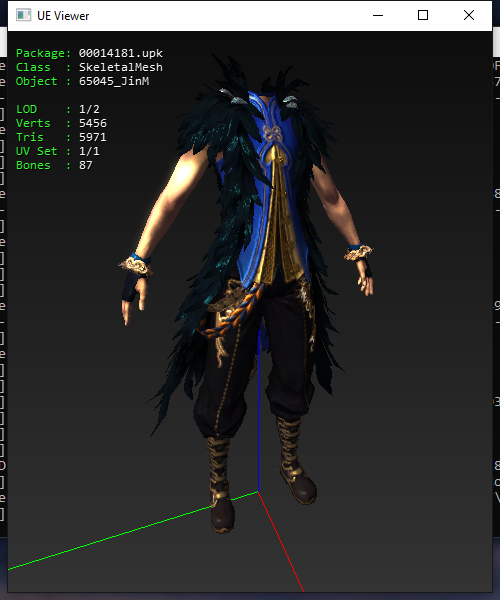 UE Viewer
Package: 00014181.upk
Class : SkeletalMesh
Object : 65045_JinM
LOD : 1/2
Verts : 5456
Tris : 5971
UV Set : 1/1
Bones : 87